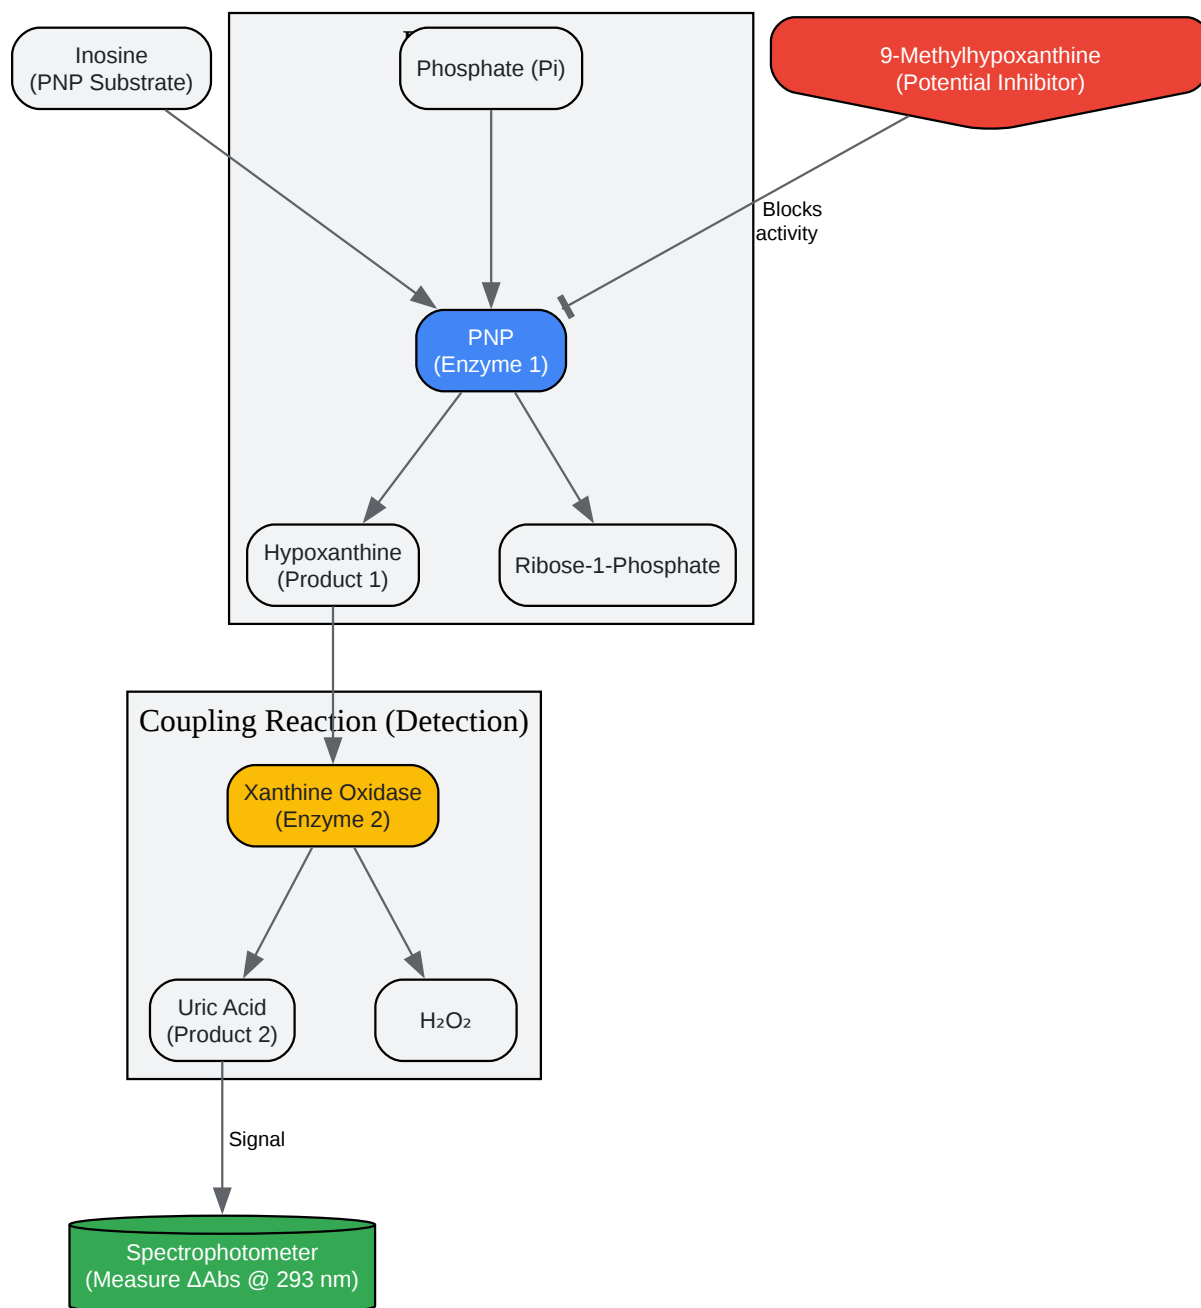 Inosine
(PNP Substrate)
Phosphate (Pi)
9-Methylhypoxanthine
(Potential Inhibitor)
Blocks
activity
PNP
(Enzyme 1)
Hypoxanthine
(Product 1)
Ribose-1-Phosphate
Coupling Reaction (Detection)
Xanthine Oxidase
(Enzyme 2)
Uric Acid
(Product 2)
H₂O₂
Signal
Spectrophotometer
(Measure ΔAbs @ 293 nm)